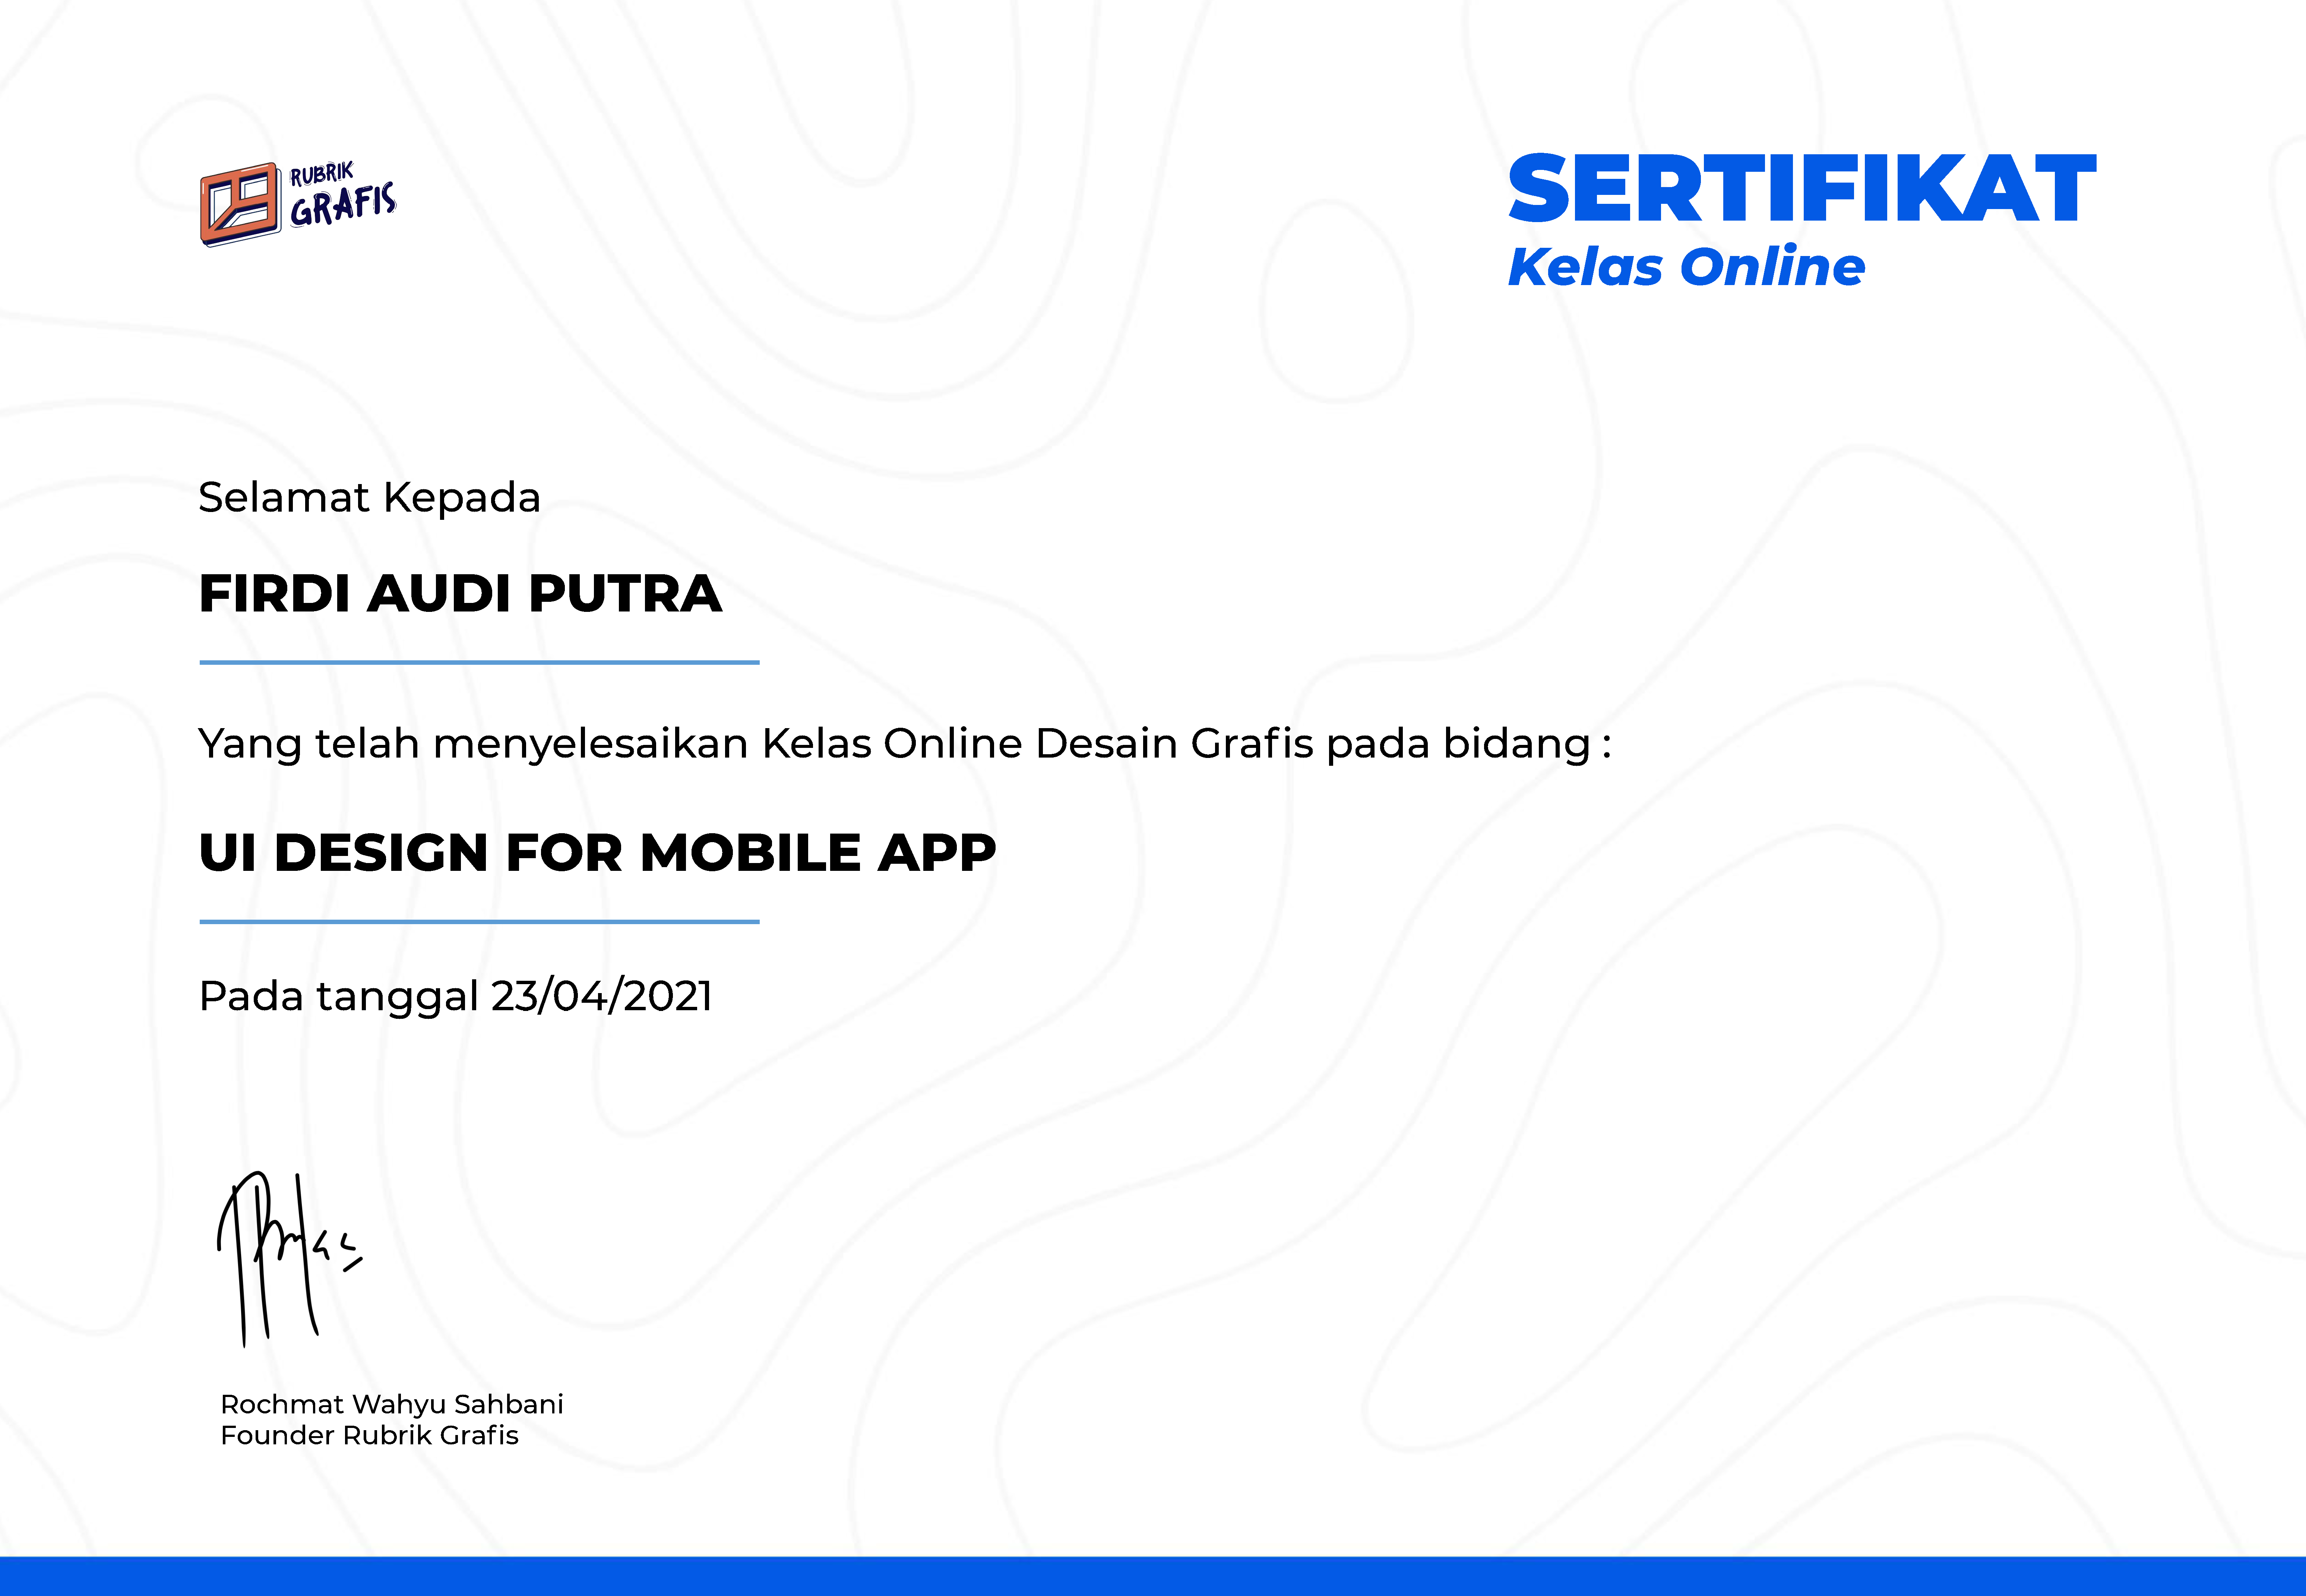 RUBRIK
GRAFIS
SERTIFIKAT
Kelas Online
Selamat Kepada
FIRDI AUDI PUTRA
Yang telah menyelesaikan Kelas Online Desain Grafis pada bidang :
UI DESIGN FOR MOBILE APP
Pada tanggal 23/04/2021
Rochmat Wahyu Sahbani
Founder Rubrik Grafis